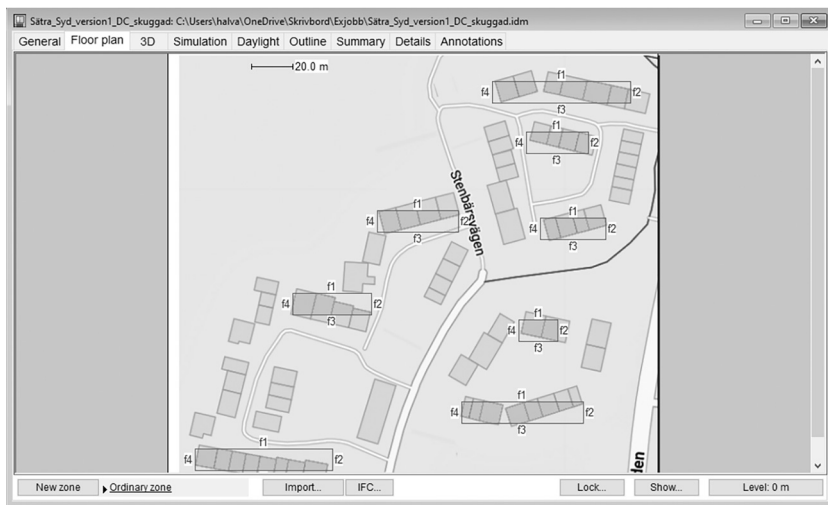 Sätra_Syd_version1_DC_skuggad: C:\Users\halva\OneDrive\Skrivbord\Exjobb\Sätra_Syd_version1_DC_skuggad.idm
General Floor plan 3D Simulation Daylight Outline Summary Details Annotations
20.0 m
f1
f4 f2
f3
f1
f4 f2
f3
Stenbärsvägen
f1
f4 f2
f3
f1
f4 f2
f3
f1
f4 f2
f3
f1
f4 f2
f3
f1
f4 f2
f3
f1
f4 f2
den
New zone Ordinary zone Import... IFC... Lock... Show... Level: 0 m